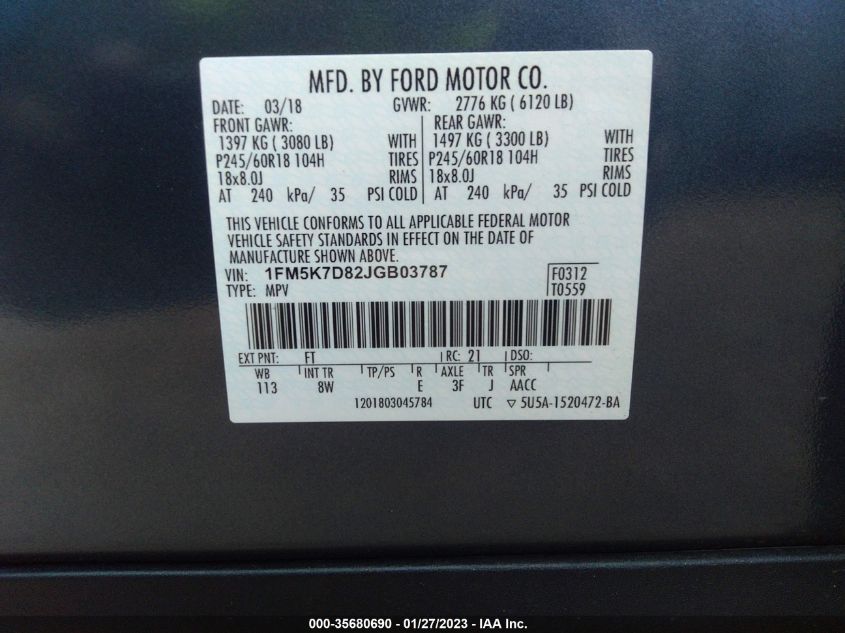 MFD. BY FORD MOTOR CO.
DATE: 03/18 GVWR: 2776 KG ( 6120 LB)
FRONT GAWR: REAR GAWR:
1397 KG ( 3080 LB) WITH 1497 KG ( 3300 LB) WITH
P245/60R18 104H TIRES P245/60R18 104H TIRES
18x8.0J RIMS 18x8.0J RIMS
AT 240 kPa/ 35 PSI COLD AT 240 kPa/ 35 PSI COLD
THIS VEHICLE CONFORMS TO ALL APPLICABLE FEDERAL MOTOR
VEHICLE SAFETY STANDARDS IN EFFECT ON THE DATE OF
MANUFACTURE SHOWN ABOVE.
VIN: 1FM5K7D82JGB03787 F0312
TYPE: MPV T0559
EXT PNT: FT RC: 21 DSO:
WB INT TR TP/PS R AXLE TR SPR
113 8W E 3F J AACC
1201803045784 UTC ▽ 5U5A-1520472-BA
000-35680690 - 01/27/2023 - IAA Inc.